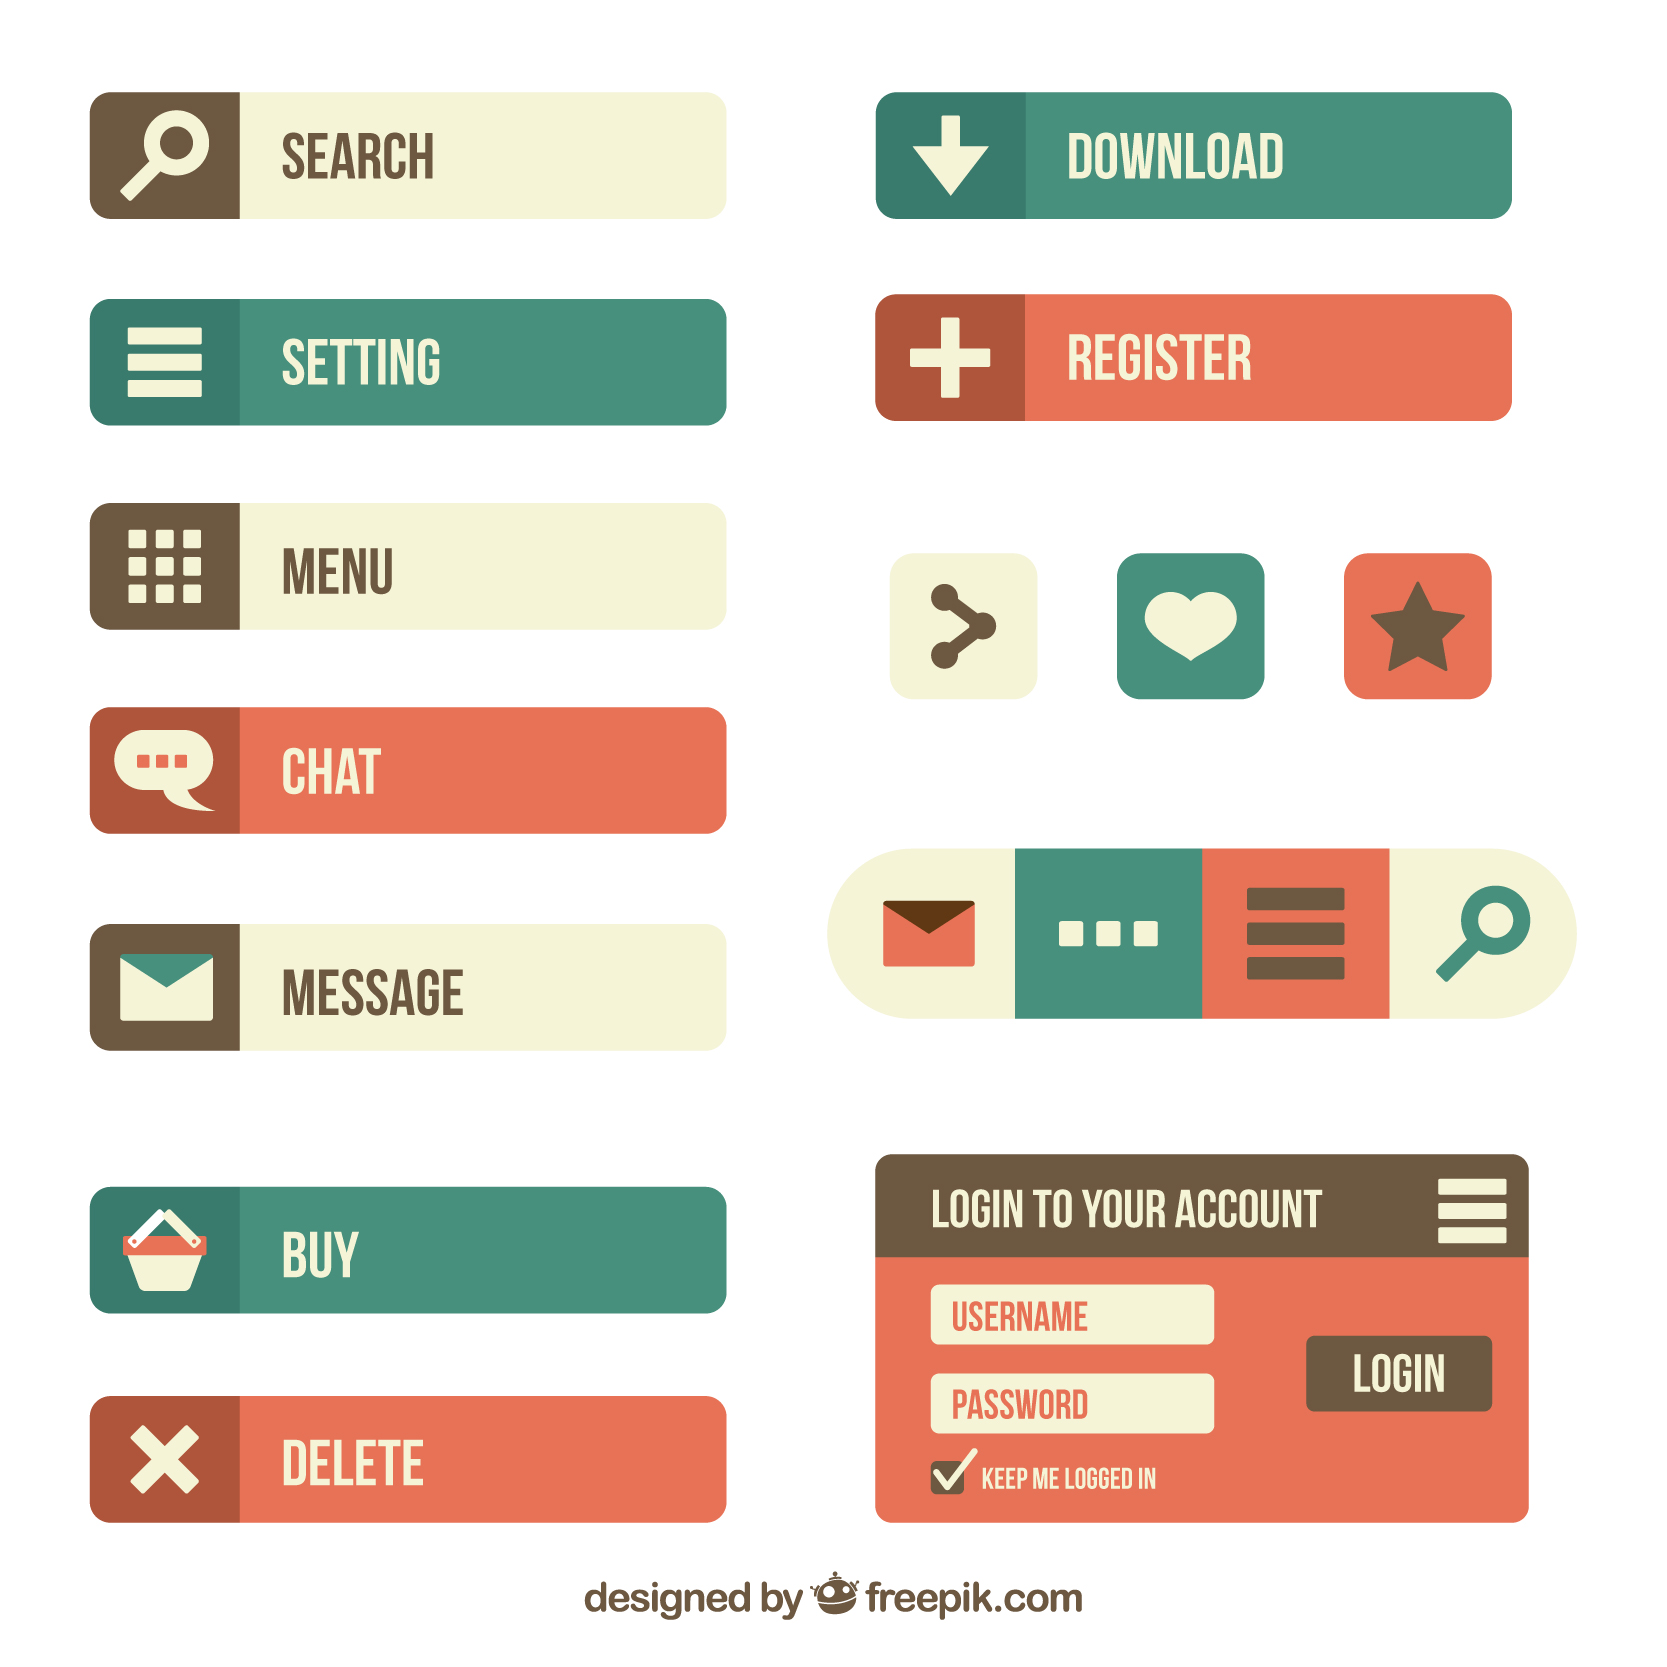 SEARCH
SETTING
MENU
CHAT
MESSAGE
BUY
DELETE
DOWNLOAD
REGISTER
LOGIN TO YOUR ACCOUNT
USERNAME
PASSWORD
LOGIN
KEEP ME LOGGED IN
designed by freepik.com